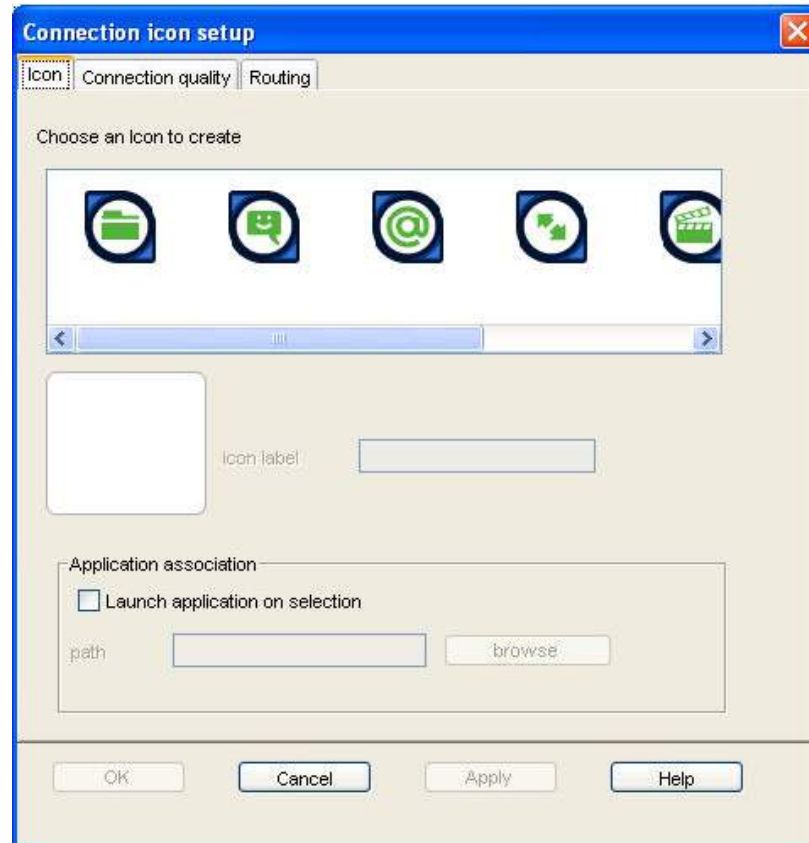 Connection icon setup
Icon Connection quality Routing
Choose an Icon to create
icon label
Application association
Launch application on selection
path browse
OK Cancel Apply Help